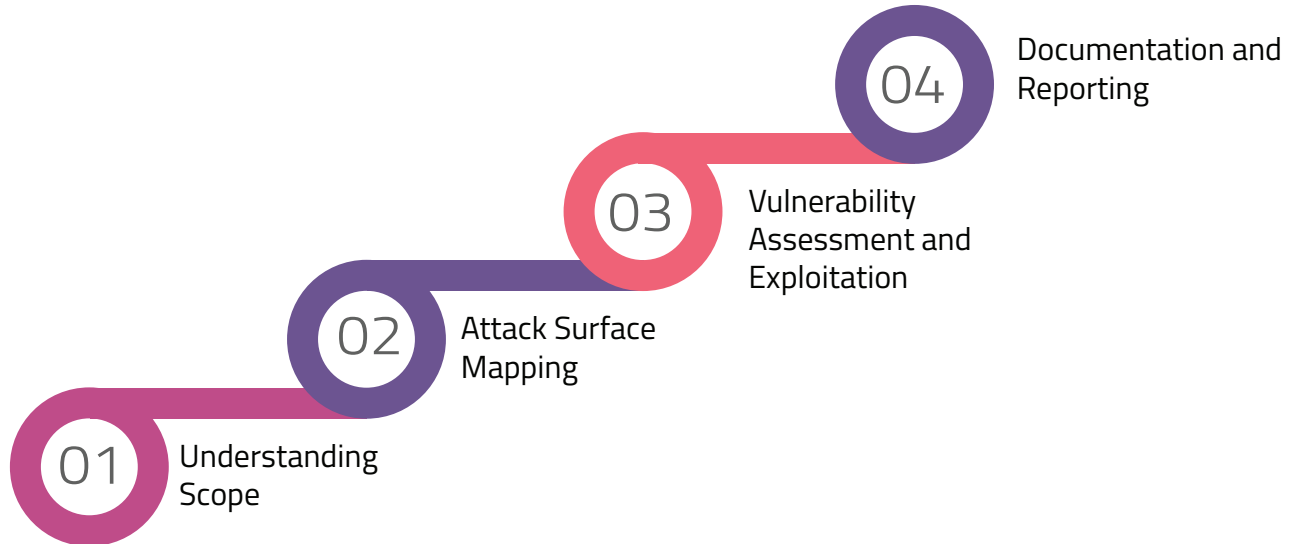 01
Understanding
Scope
02
Attack Surface
Mapping
03
Vulnerability
Assessment and
Exploitation
04
Documentation and
Reporting